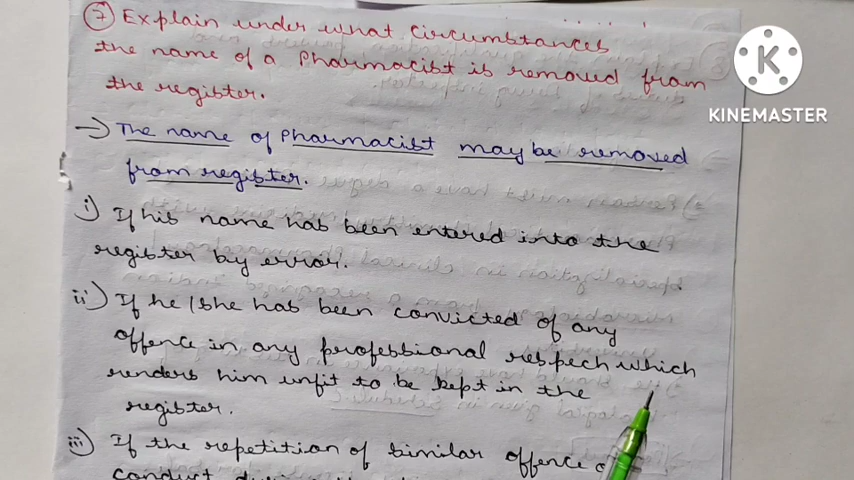 ⑦ Explain under what circumstances
the name of a Pharmacist is removed from
the register.
K
KINEMASTER
→ The name of Pharmacist may be removed
from register.
i) If his name has been entered into the
register by error.
ii) If he/she has been convicted of any
offence in any professional respech which
renders him unfit to be kept in the
register.
iii) If the repetition of similar offence
conduct